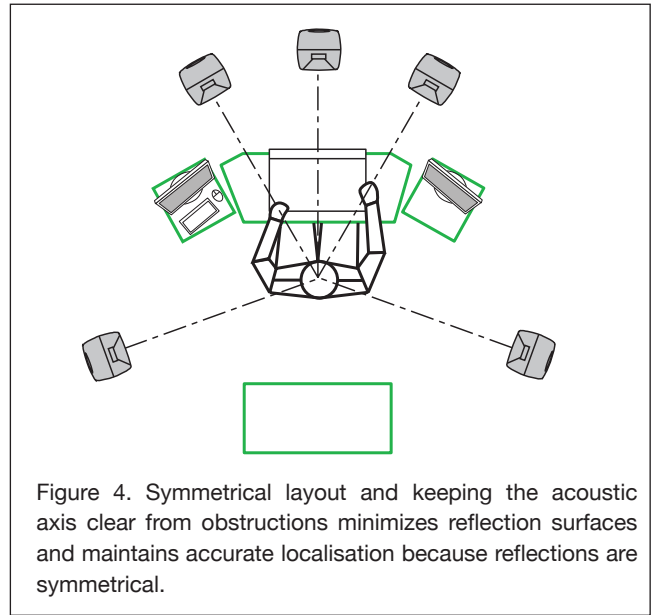 Figure 4. Symmetrical layout and keeping the acoustic
axis clear from obstructions minimizes reflection surfaces
and maintains accurate localisation because reflections are
symmetrical.